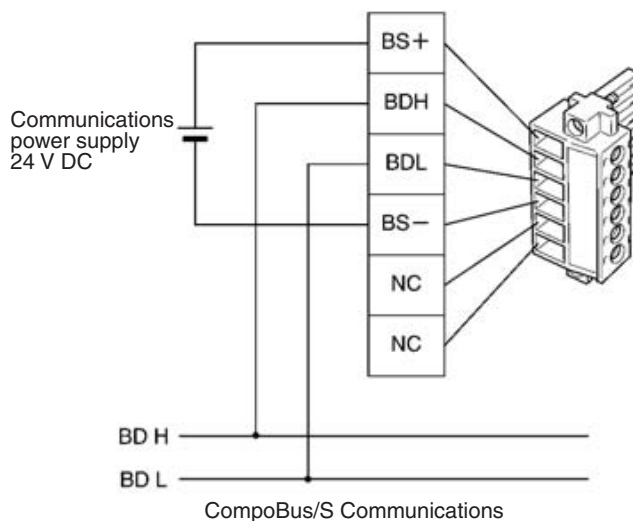 BS+
BDH
Communications
power supply
24 V DC
BDL
BS−
NC
NC
BD H
BD L
CompoBus/S Communications